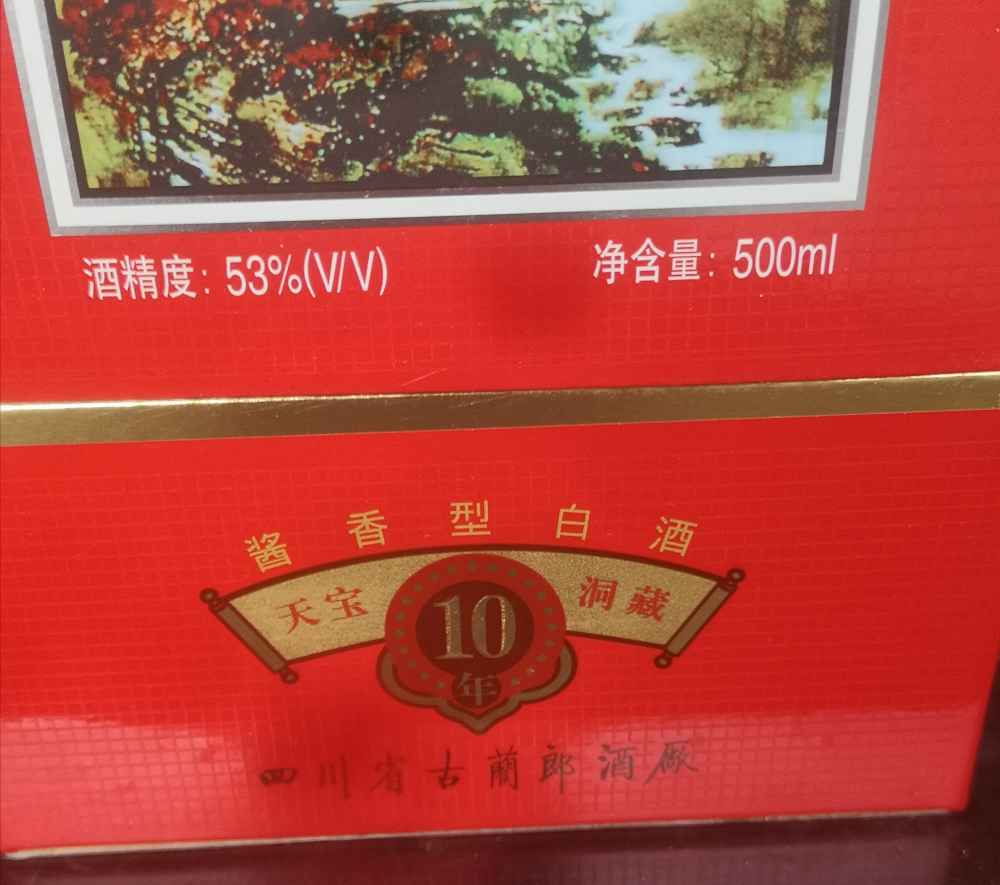 酒精度：53%(V/V)
净含量：500ml
酱香型白酒
天宝 洞藏
10
年
四川省古蔺郎酒厰